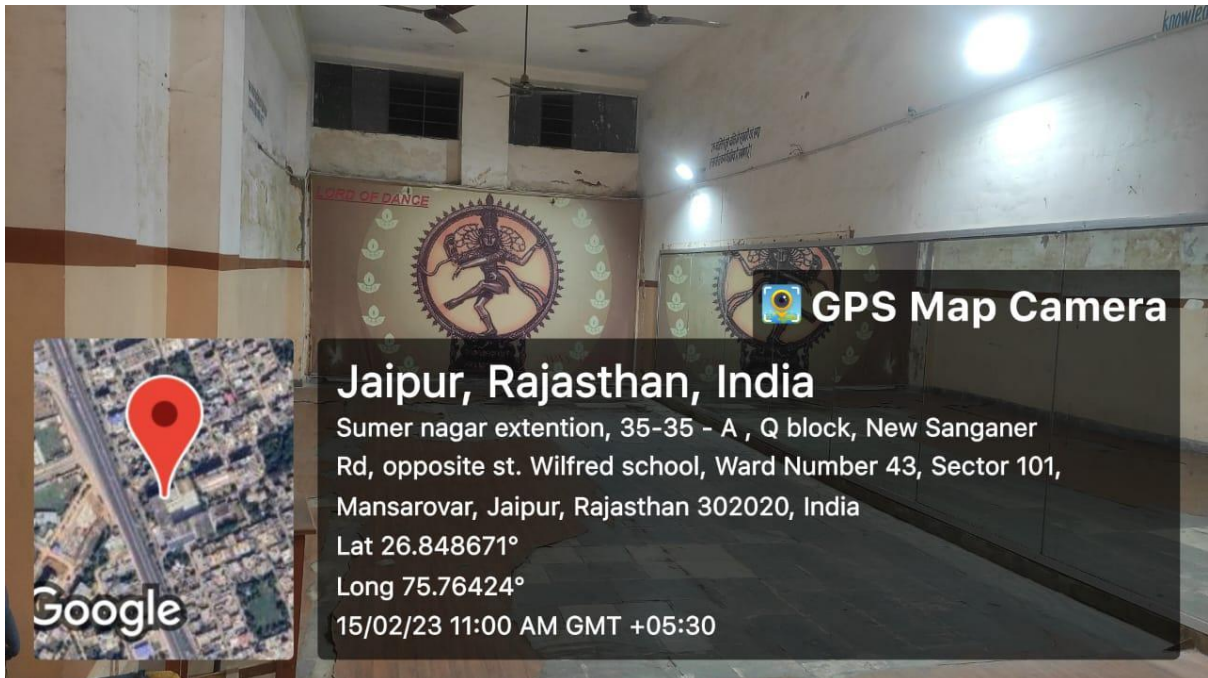 knowled
LORD OF DANCE
GPS Map Camera
Jaipur, Rajasthan, India
Sumer nagar extention, 35-35 - A , Q block, New Sanganer
Rd, opposite st. Wilfred school, Ward Number 43, Sector 101,
Mansarovar, Jaipur, Rajasthan 302020, India
Lat 26.848671°
Long 75.76424°
15/02/23 11:00 AM GMT +05:30
Google